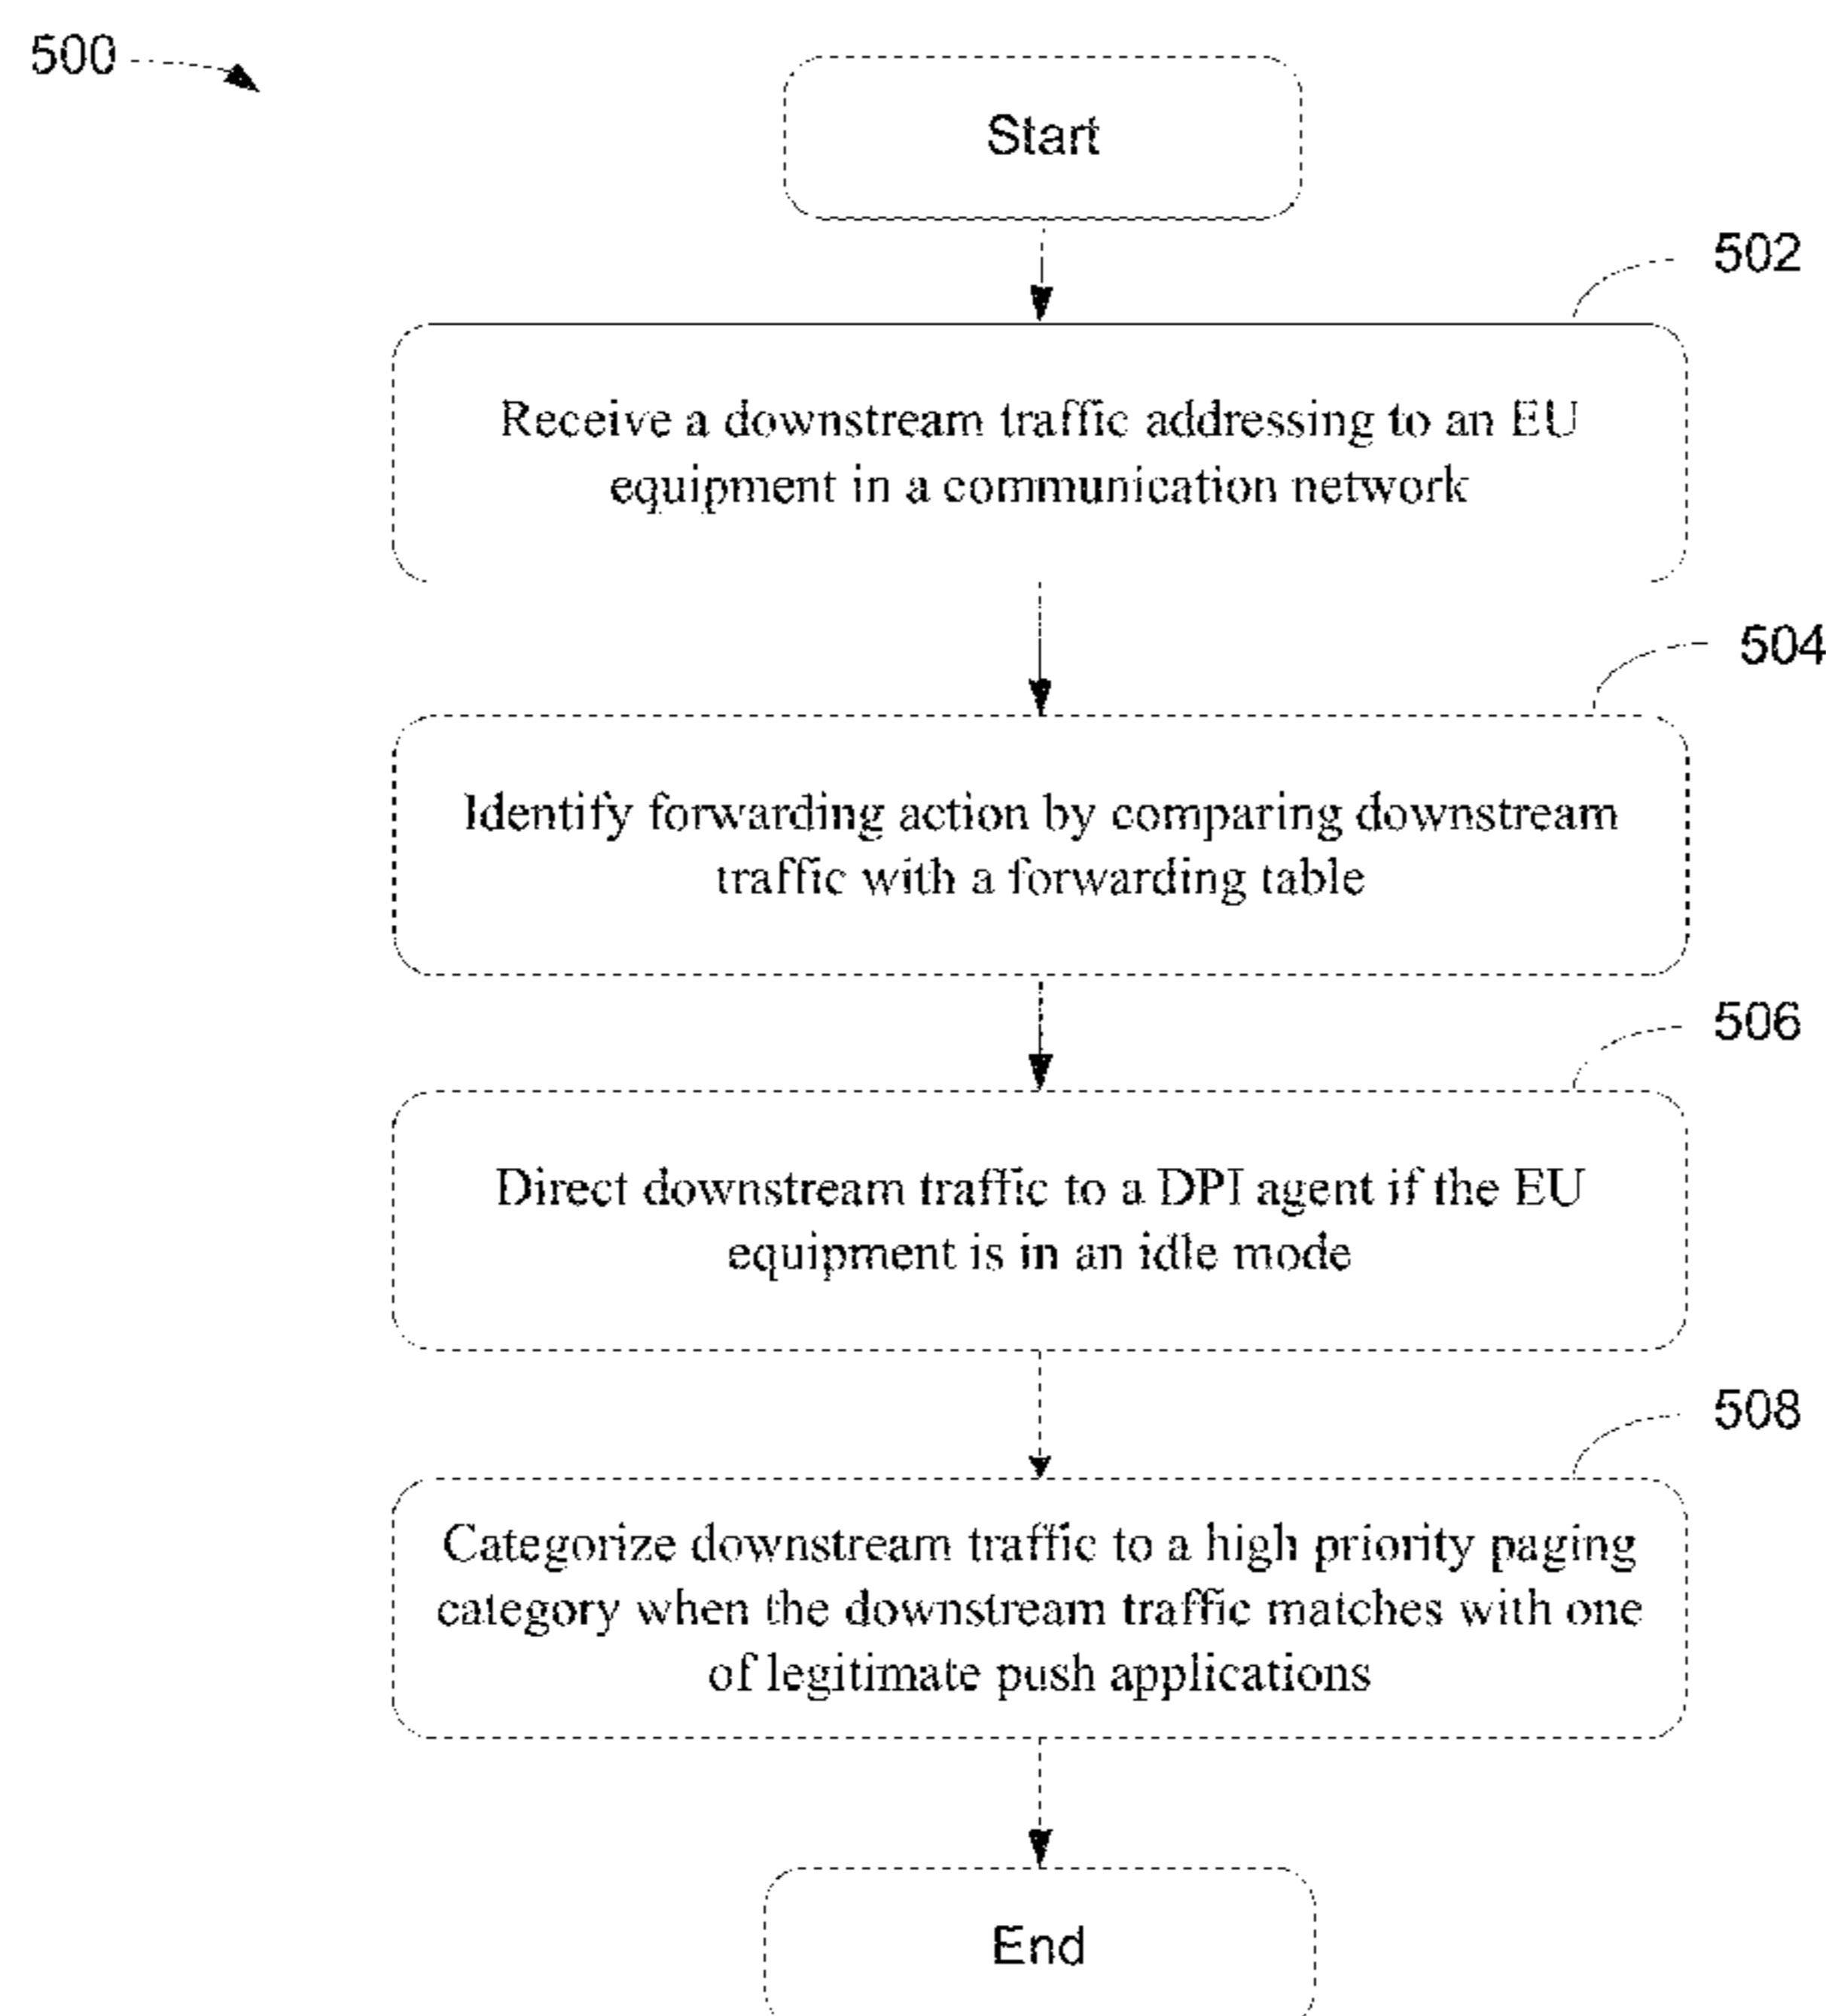 500
Start
502
Receive a downstream traffic addressing to an EU
equipment in a communication network
504
Identify forwarding action by comparing downstream
traffic with a forwarding table
506
Direct downstream traffic to a DPI agent if the EU
equipment is in an idle mode
508
Categorize downstream traffic to a high priority paging
category when the downstream traffic matches with one
of legitimate push applications
End